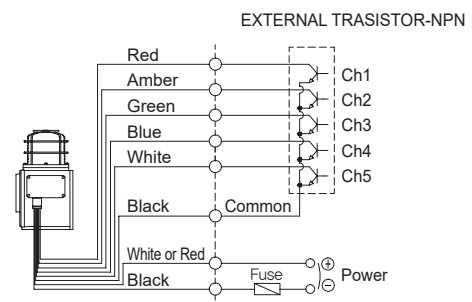 EXTERNAL TRASISTOR-NPN
Red
Ch1
Amber
Ch2
Green
Ch3
Blue
Ch4
White
Ch5
Black
Common
White or Red
Black
Fuse
Power